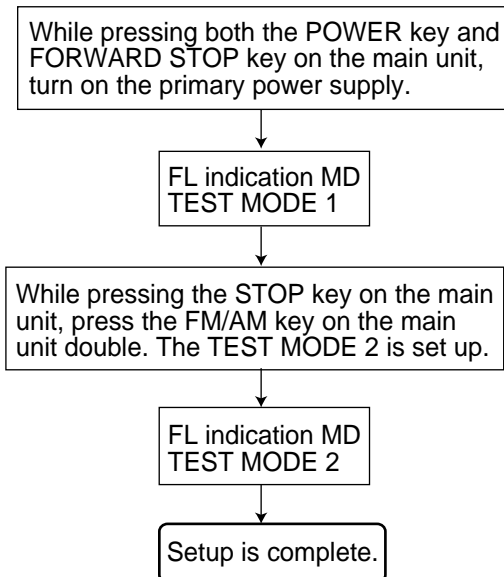 While pressing both the POWER key and
FORWARD STOP key on the main unit,
turn on the primary power supply.
FL indication MD
TEST MODE 1
While pressing the STOP key on the main
unit, press the FM/AM key on the main
unit double. The TEST MODE 2 is set up.
FL indication MD
TEST MODE 2
Setup is complete.